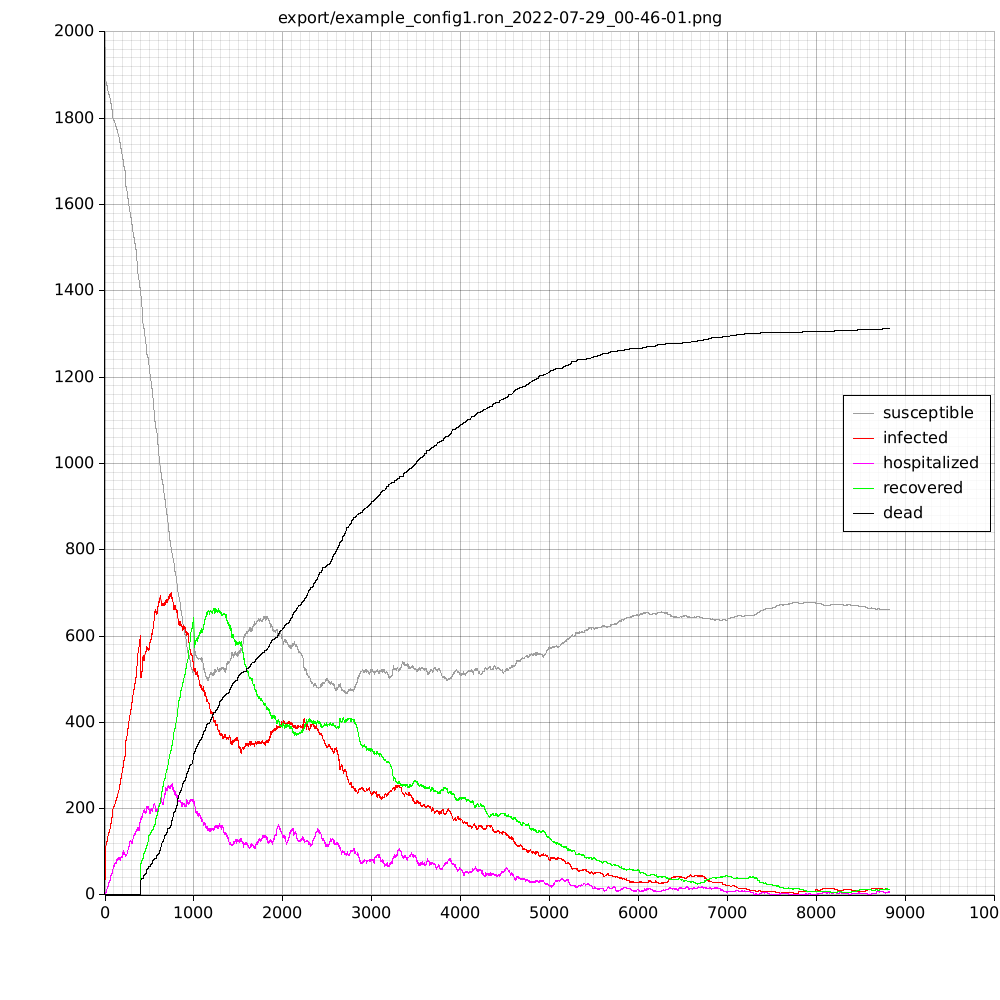 export/example_config1.ron_2022-07-29_00-46-01.png
2000
1800
1600
1400
1200
1000
800
600
400
200
0
susceptible
infected
hospitalized
recovered
dead
0 1000 2000 3000 4000 5000 6000 7000 8000 9000 100